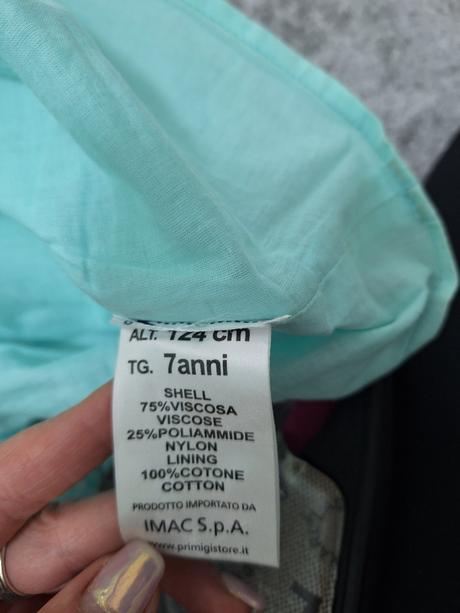 ALT. 124 cm
TG. 7anni
SHELL
75%VISCOSA
VISCOSE
25%POLIAMMIDE
NYLON
LINING
100%COTONE
COTTON
PRODOTTO IMPORTATO DA
IMAC S.p.A.
www.primigistore.it